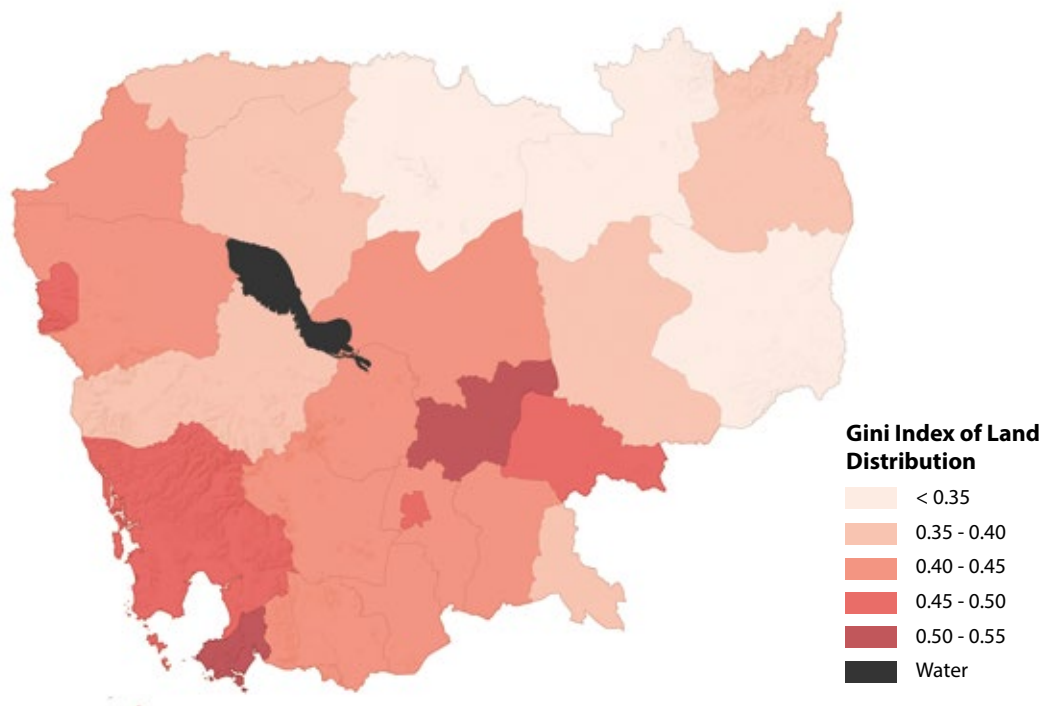 Gini Index of Land
Distribution
< 0.35
0.35 - 0.40
0.40 - 0.45
0.45 - 0.50
0.50 - 0.55
Water